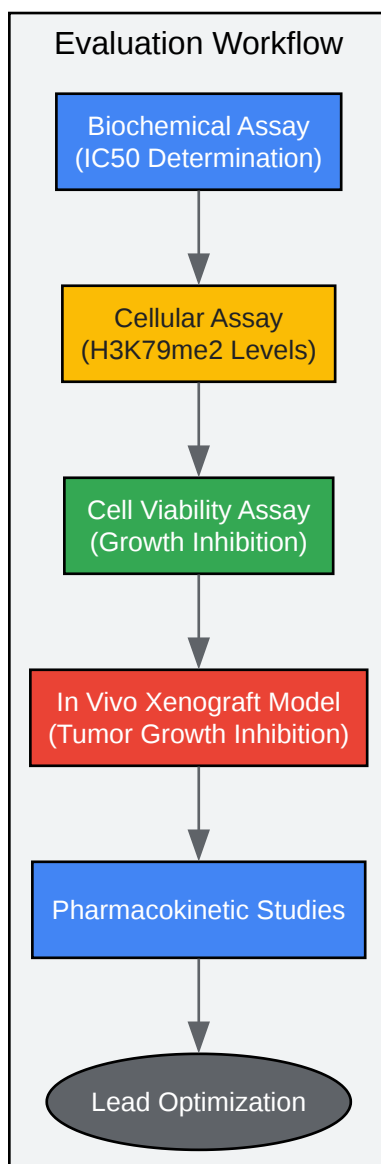 Evaluation Workflow
Biochemical Assay
(IC50 Determination)
Cellular Assay
(H3K79me2 Levels)
Cell Viability Assay
(Growth Inhibition)
In Vivo Xenograft Model
(Tumor Growth Inhibition)
Pharmacokinetic Studies
Lead Optimization